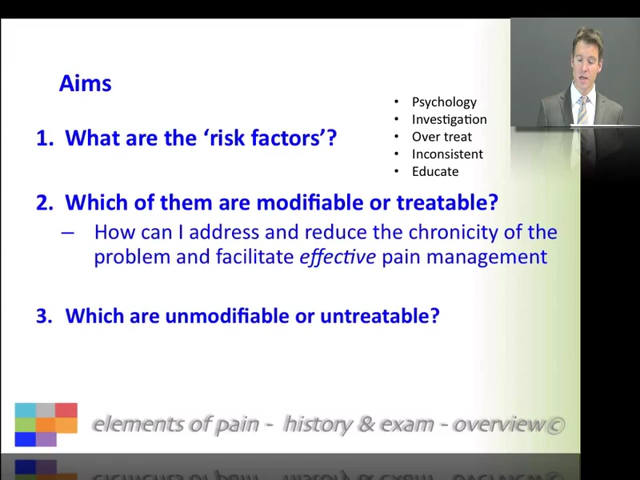 Aims
• Psychology
• Investigation
• Over treat
• Inconsistent
• Educate
1. What are the ‘risk factors’?
2. Which of them are modifiable or treatable?
– How can I address and reduce the chronicity of the
problem and facilitate effective pain management
3. Which are unmodifiable or untreatable?
elements of pain - history & exam - overview©